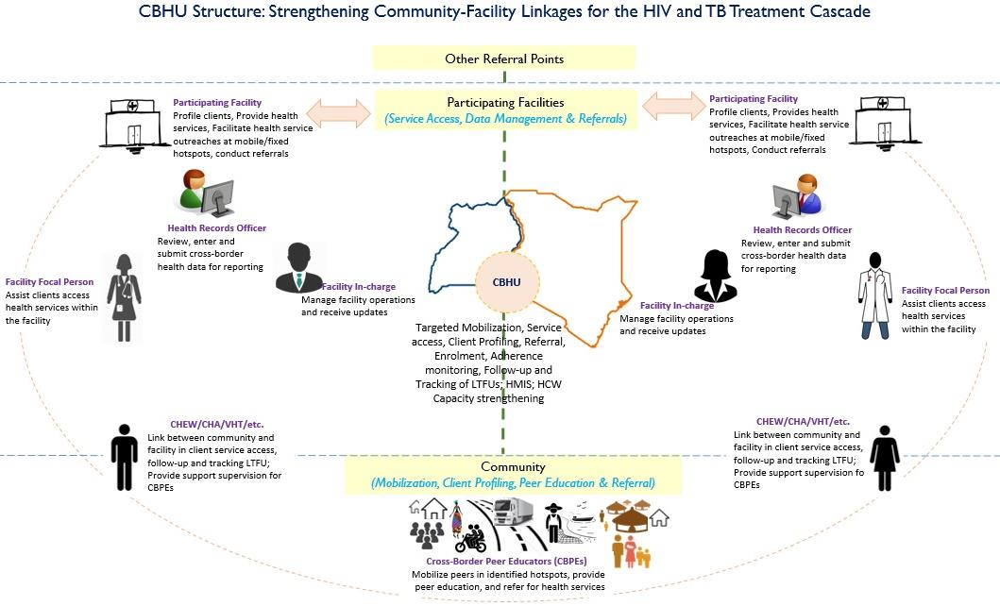 CBHU Structure: Strengthening Community-Facility Linkages for the HIV and TB Treatment Cascade
Other Referral Points
Participating Facility
Profile clients, Provide health
services, Facilitate health service
outreaches at mobile/fixed
hotspots, conduct referrals
Participating Facilities
(Service Access, Data Management & Referrals)
Participating Facility
Profile clients, Provides health
services, Facilitate health service
outreaches at mobile/fixed
hotspots, Conduct referrals
Health Records Officer
Review, enter and
submit cross-border
health data for reporting
Health Records Officer
Review, enter and submit
cross-border health data
for reporting
Facility Focal Person
Assist clients access
health services within
the facility
Facility In-charge
Manage facility operations
and receive updates
CBHU
Facility In-charge
Manage facility operations
and receive updates
Facility Focal Person
Assist clients access
health services
within the facility
Targeted Mobilization, Service
access, Client Profiling, Referral,
Enrolment, Adherence
monitoring, Follow-up and
Tracking of LTFUs; HMIS; HCW
Capacity strengthening
CHEW/CHA/VHT/etc.
Link between community and
facility in client service access,
follow-up and tracking LTFU;
Provide support supervision for
CBPEs
CHEW/CHA/VHT/etc.
Link between community and
facility in client service access,
follow-up and tracking LTFU;
Provide support supervision fo
CBPEs
Community
(Mobilization, Client Profiling, Peer Education & Referral)
Cross-Border Peer Educators (CBPEs)
Mobilize peers in identified hotspots, provide
peer education, and refer for health services